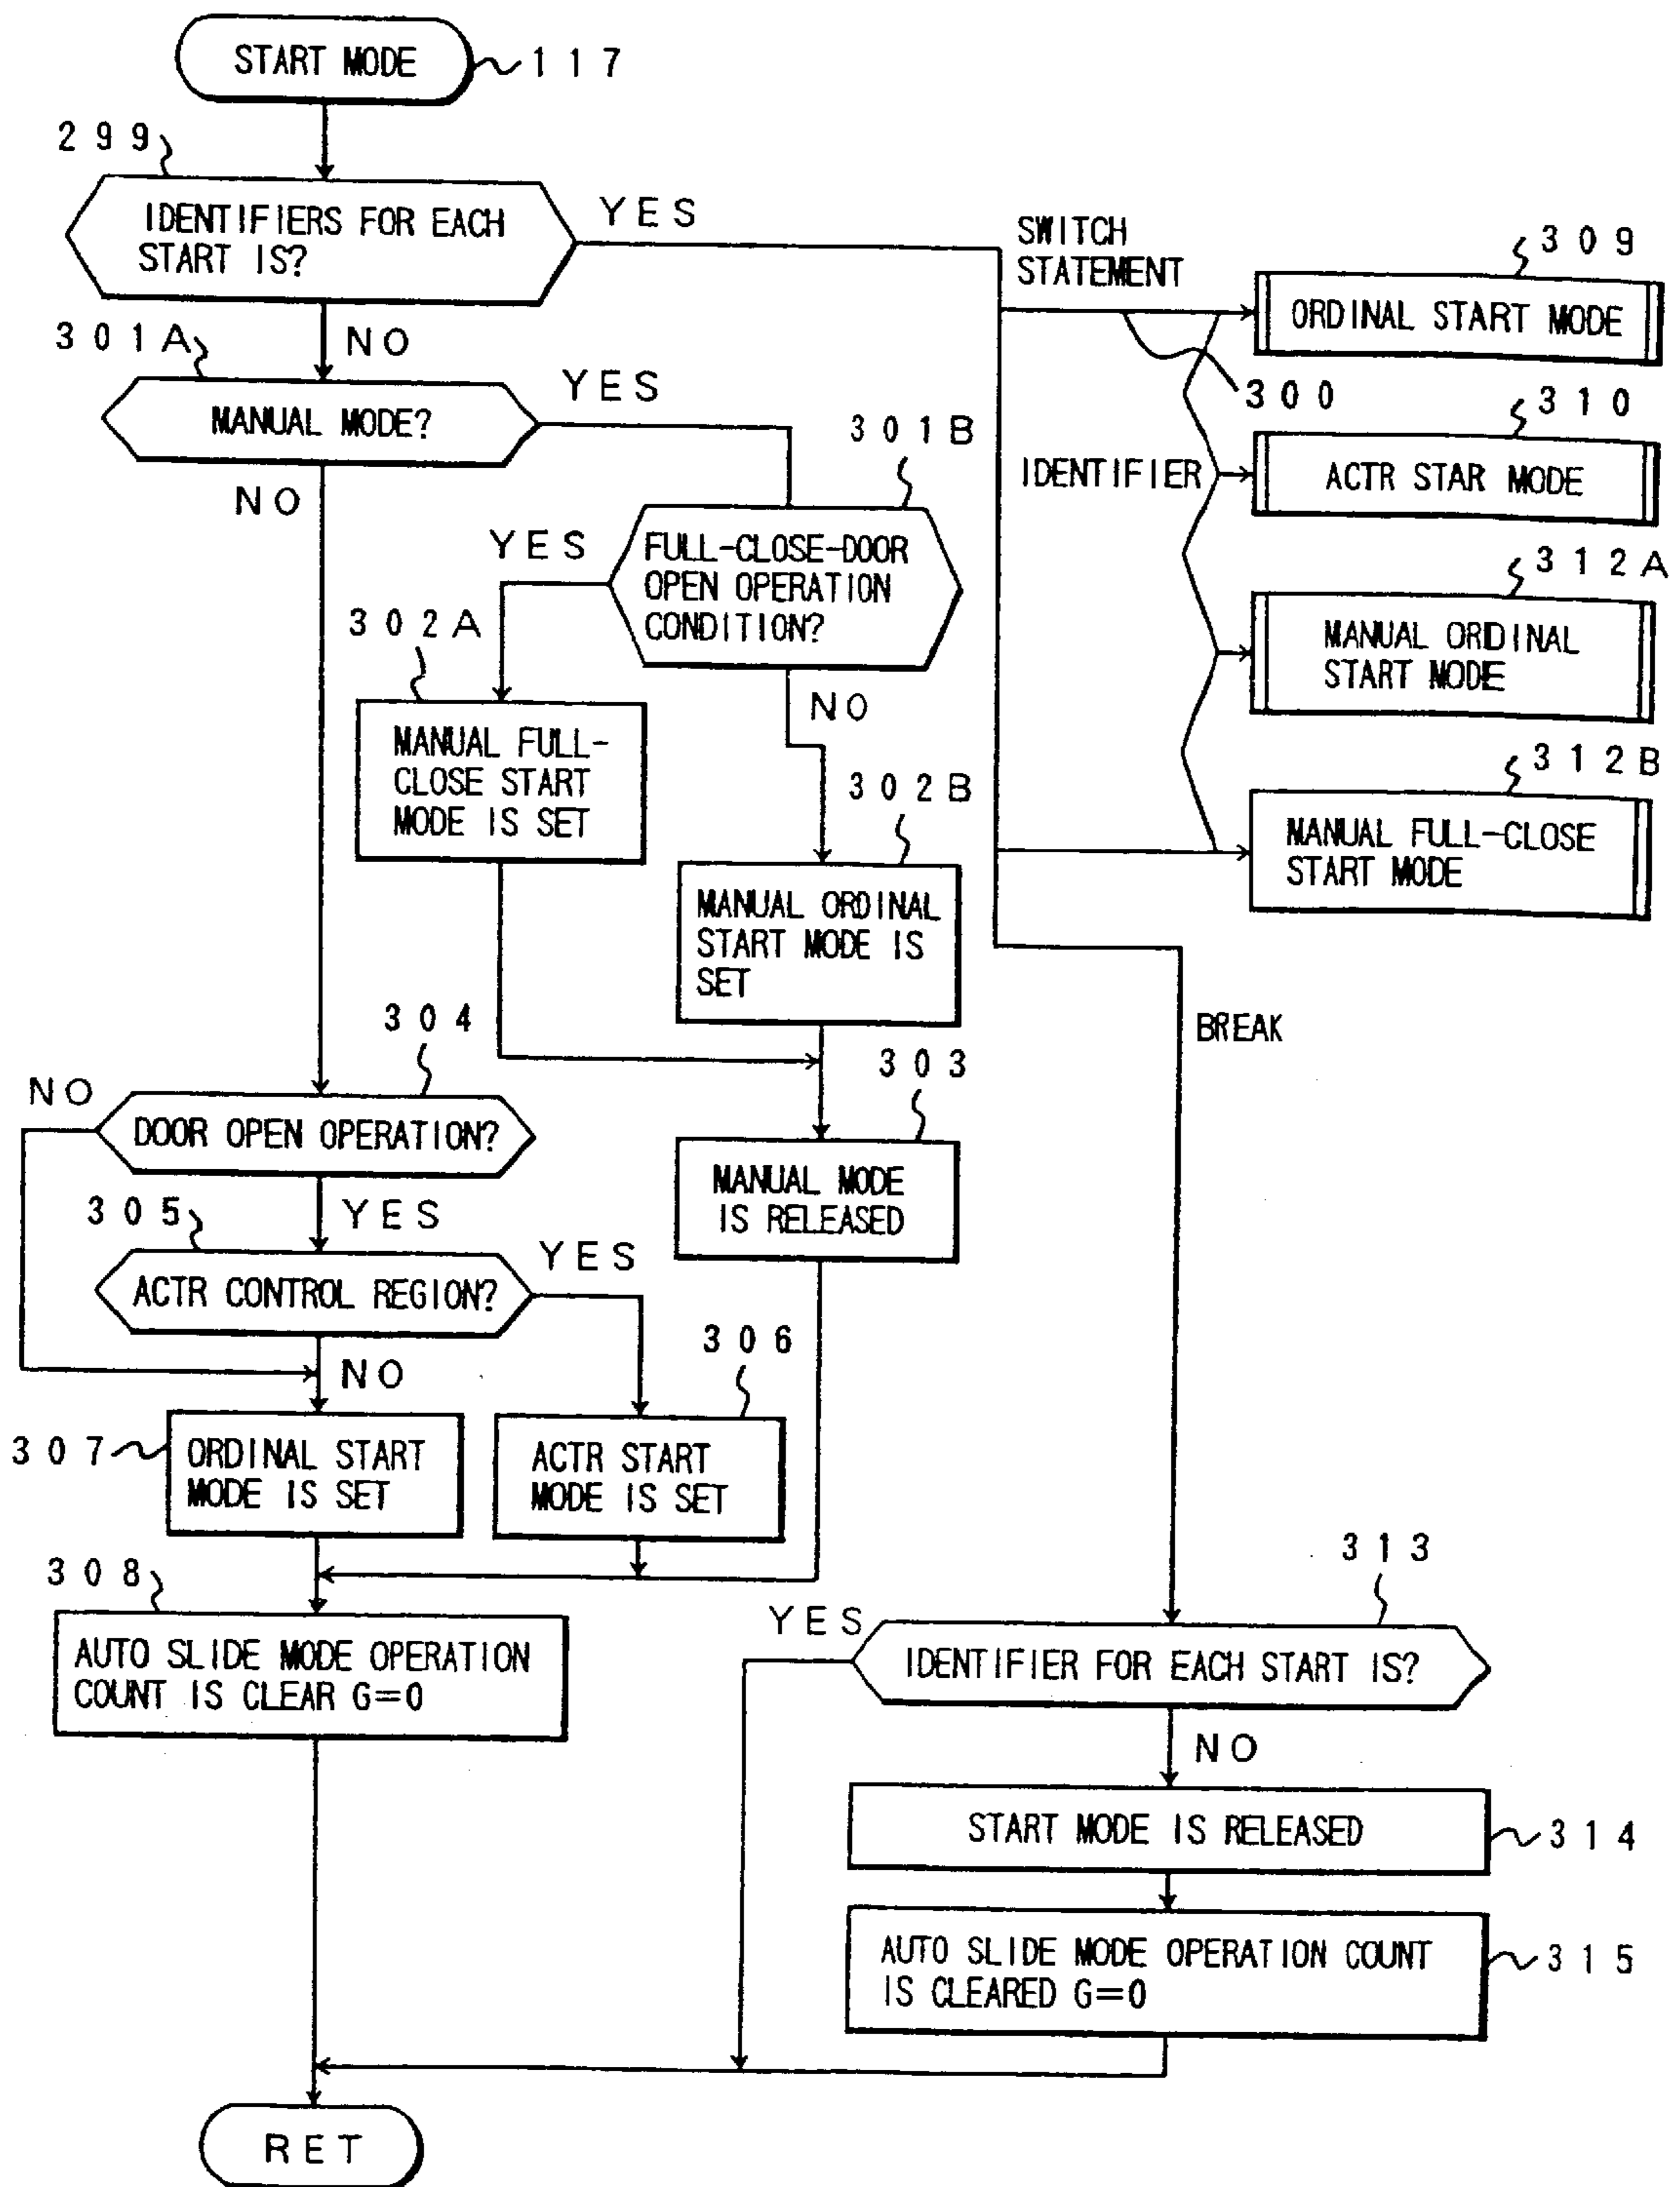 START MODE
117
299
IDENTIFIERS FOR EACH
START IS?
YES
NO
SWITCH
STATEMENT
309
ORDINAL START MODE
300
310
IDENTIFIER
ACTR STAR MODE
312A
MANUAL ORDINAL
START MODE
312B
MANUAL FULL-CLOSE
START MODE
301A
MANUAL MODE?
YES
NO
301B
FULL-CLOSE-DOOR
OPEN OPERATION
CONDITION?
YES
NO
302A
MANUAL FULL-
CLOSE START
MODE IS SET
302B
MANUAL ORDINAL
START MODE IS
SET
BREAK
303
MANUAL MODE
IS RELEASED
304
NO
DOOR OPEN OPERATION?
YES
305
ACTR CONTROL REGION?
YES
NO
306
ACTR START
MODE IS SET
307
ORDINAL START
MODE IS SET
308
AUTO SLIDE MODE OPERATION
COUNT IS CLEAR G=0
313
YES
IDENTIFIER FOR EACH START IS?
NO
START MODE IS RELEASED
314
AUTO SLIDE MODE OPERATION COUNT
IS CLEARED G=0
315
RET